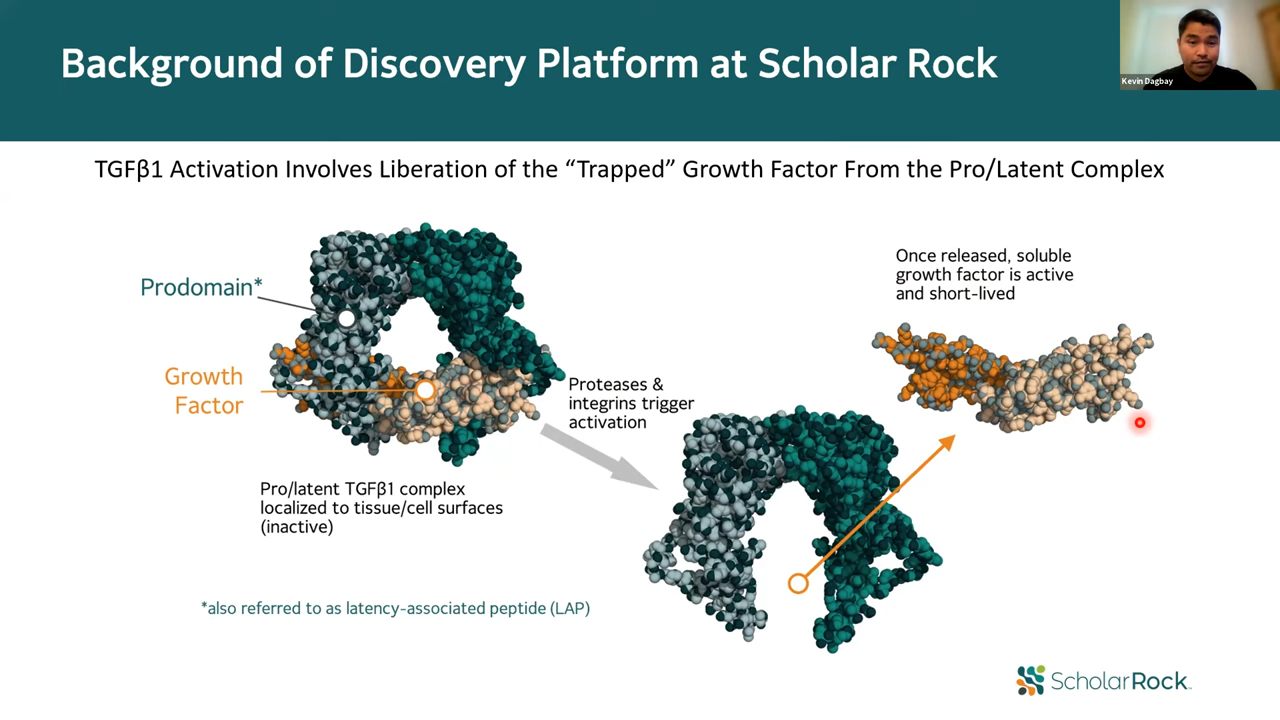 Background of Discovery Platform at Scholar Rock
Kevin Dagbay
TGFβ1 Activation Involves Liberation of the “Trapped” Growth Factor From the Pro/Latent Complex
Prodomain*
Growth
Factor
Pro/latent TGFβ1 complex
localized to tissue/cell surfaces
(inactive)
Proteases &
integrins trigger
activation
Once released, soluble
growth factor is active
and short-lived
*also referred to as latency-associated peptide (LAP)
ScholarRock